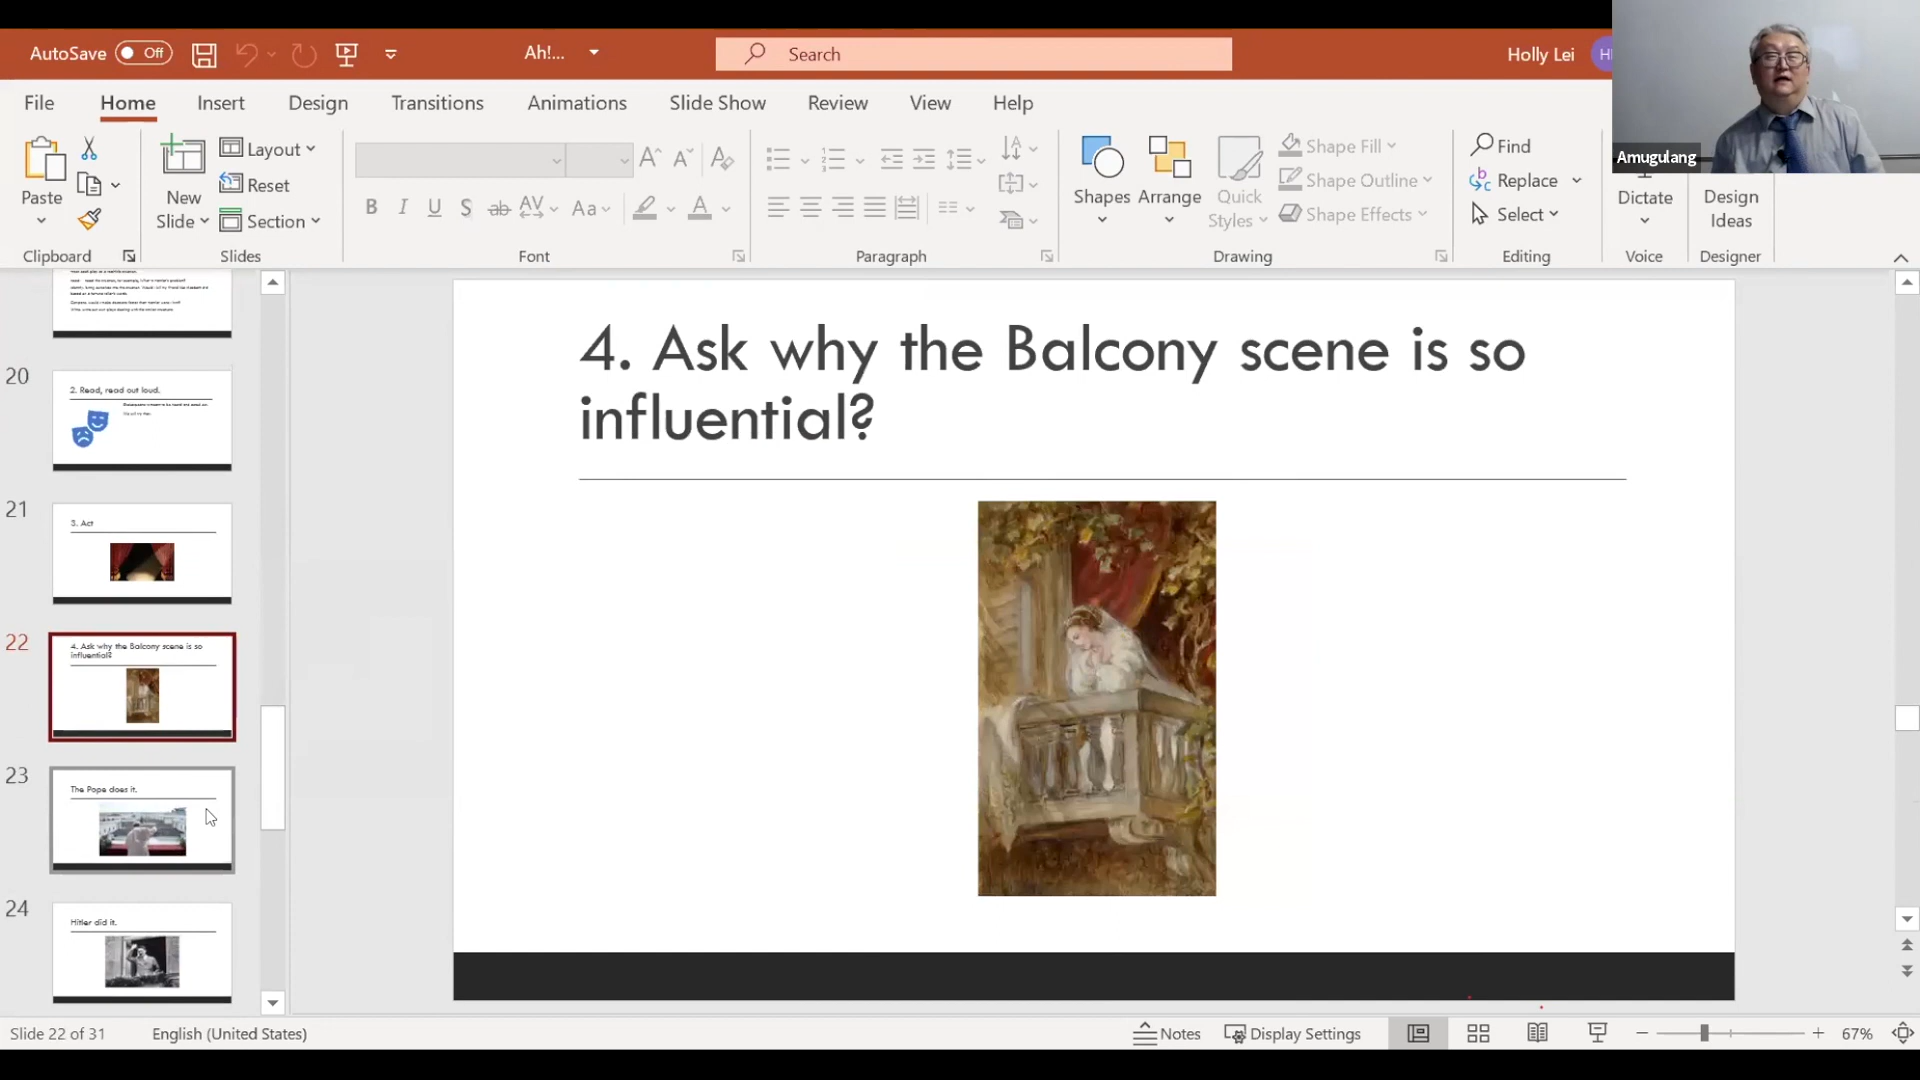 AutoSave Off Ah!... Search Holly Lei
File Home Insert Design Transitions Animations Slide Show Review View Help
Amugulang
Paste
New
Slide
Layout
Reset
Section
B I U S ab AV Aa A
Shapes
Arrange
Quick
Styles
Shape Fill
Shape Outline
Shape Effects
Find
Replace
Select
Dictate
Design
Ideas
Clipboard Slides Font Paragraph Drawing Editing Voice Designer
20
2. Read, read out loud.
21
3. Act
22
4. Ask why the Balcony scene is so
influential?
23
The Pope does it.
24
Hitler did it.
4. Ask why the Balcony scene is so
influential?
Slide 22 of 31 English (United States) Notes Display Settings 67%